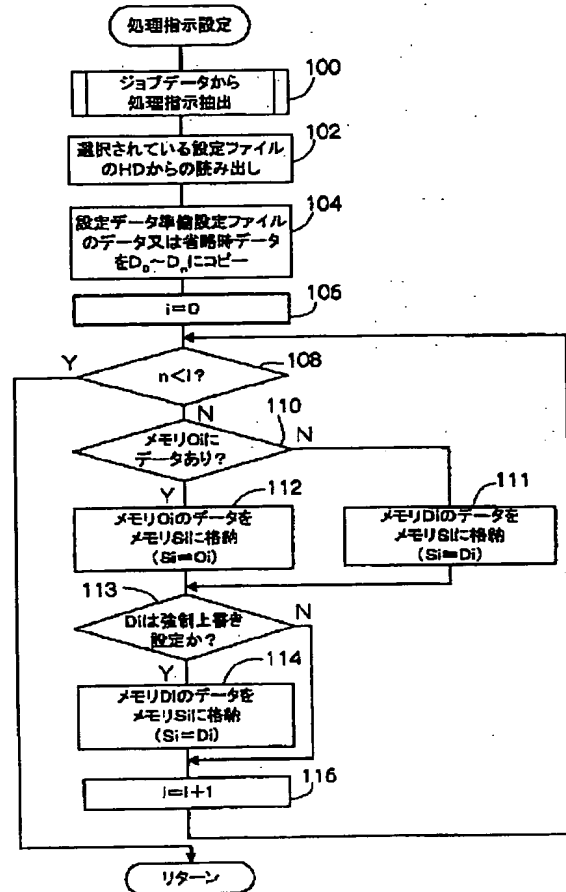 処理指示設定
ジョブデータから
処理指示抽出
100
選択されている設定ファイル
のHDからの読み出し
102
設定データ準備設定ファイル
のデータ又は省略時データ
をD₀~Dₙにコピー
104
i=0
106
Y
n<i?
108
N
110
メモリOiに
データあり?
N
Y
112
メモリOiのデータを
メモリSiに格納
(Si=Oi)
111
メモリDiのデータを
メモリSiに格納
(Si=Di)
113
Diは強制上書き
設定か?
N
Y
114
メモリDiのデータを
メモリSiに格納
(Si=Di)
i=i+1
116
リターン